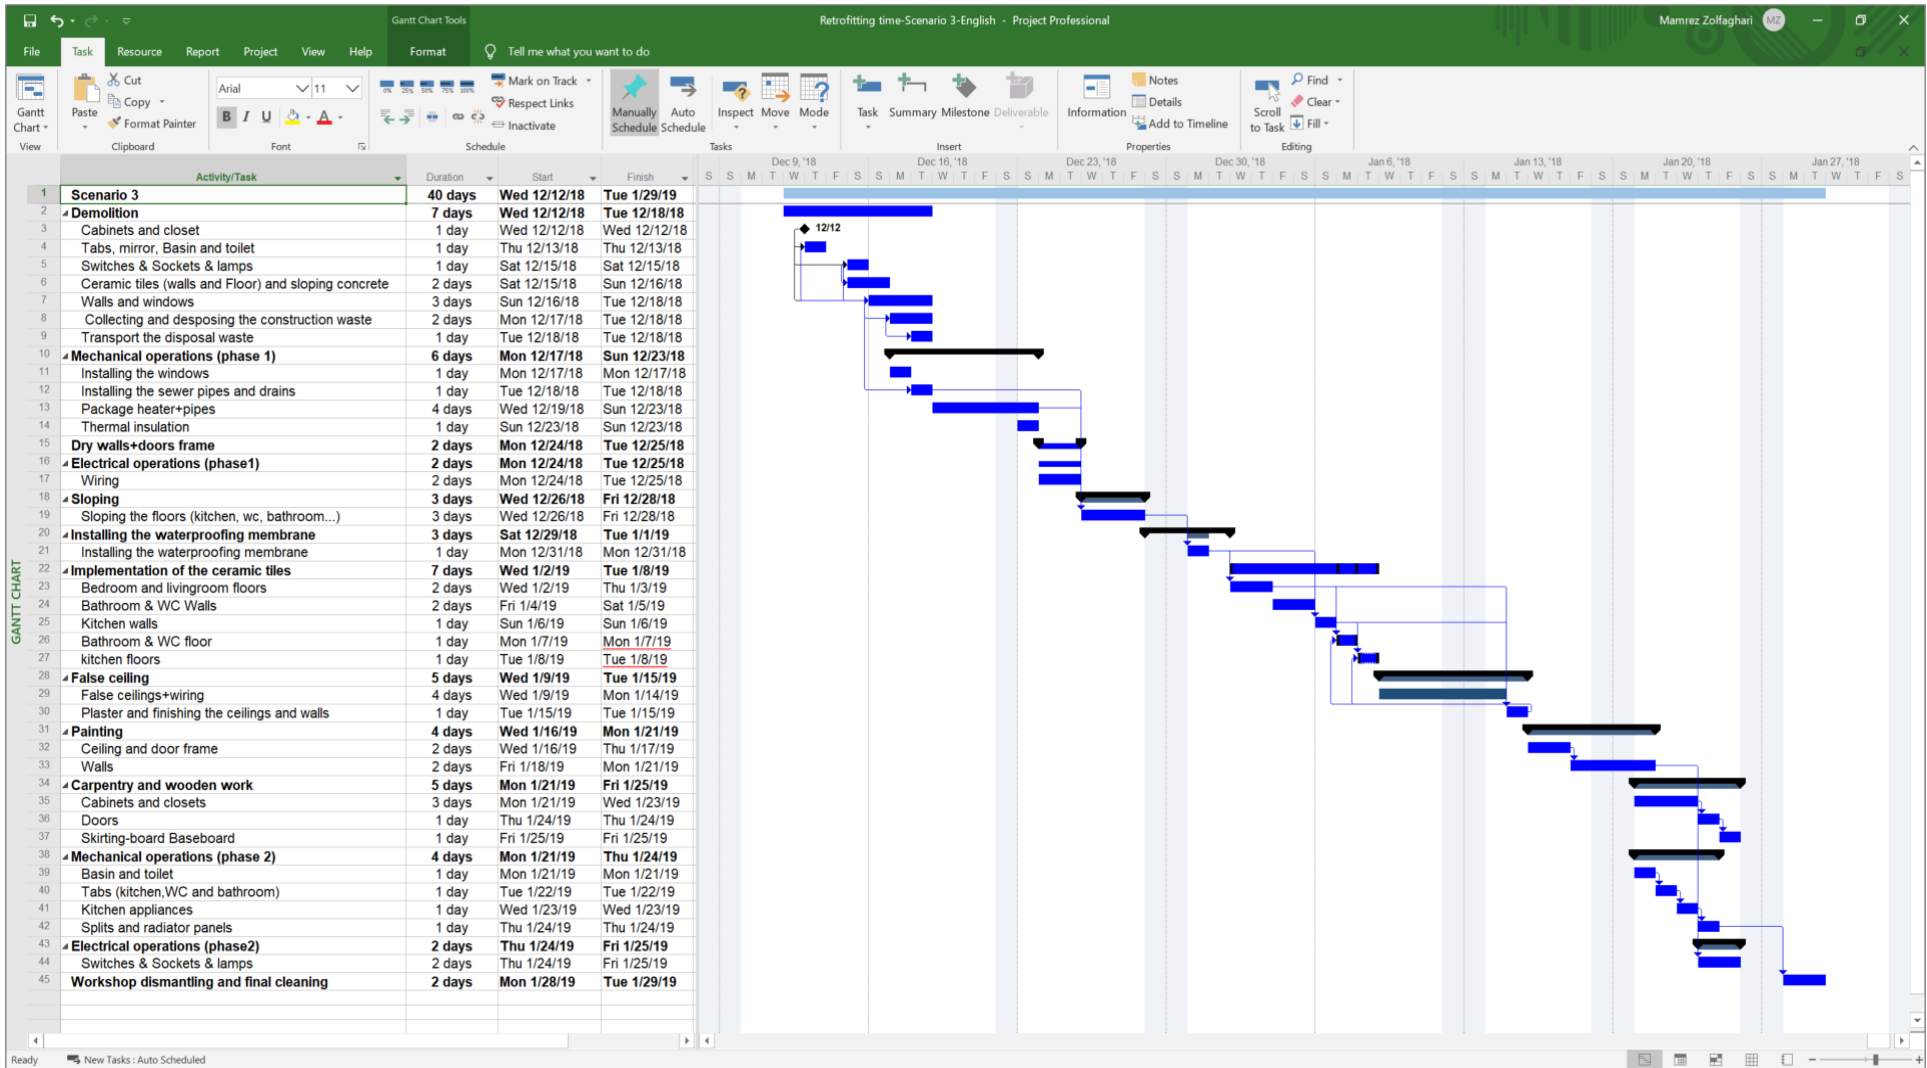 Gantt Chart Tools
Retrofitting time-Scenario 3-English - Project Professional
Mamrez Zolfaghari MZ
File Task Resource Report Project View Help Format Tell me what you want to do
Gantt Chart
View
Paste
Cut
Copy
Format Painter
Clipboard
Arial 11
B I U A
Font
0% 25% 50% 75% 100%
Mark on Track
Respect Links
Inactivate
Schedule
Manually Schedule
Auto Schedule
Inspect Move Mode
Tasks
Task Summary Milestone Deliverable
Insert
Information
Notes
Details
Add to Timeline
Properties
Scroll to Task
Find
Clear
Fill
Editing
Dec 9, '18 Dec 16, '18 Dec 23, '18 Dec 30, '18 Jan 6, '19 Jan 13, '19 Jan 20, '19 Jan 27, '19
Activity/Task Duration Start Finish
S S M T W T F S S M T W T F S S M T W T F S S M T W T F S S M T W T F S S M T W T F S S M T W T F S S M T W T F S
1 Scenario 3 40 days Wed 12/12/18 Tue 1/29/19
2 Demolition 7 days Wed 12/12/18 Tue 12/18/18
3 Cabinets and closet 1 day Wed 12/12/18 Wed 12/12/18 12/12
4 Tabs, mirror, Basin and toilet 1 day Thu 12/13/18 Thu 12/13/18
5 Switches & Sockets & lamps 1 day Sat 12/15/18 Sat 12/15/18
6 Ceramic tiles (walls and Floor) and sloping concrete 2 days Sat 12/15/18 Sun 12/16/18
7 Walls and windows 3 days Sun 12/16/18 Tue 12/18/18
8 Collecting and desposing the construction waste 2 days Mon 12/17/18 Tue 12/18/18
9 Transport the disposal waste 1 day Tue 12/18/18 Tue 12/18/18
10 Mechanical operations (phase 1) 6 days Mon 12/17/18 Sun 12/23/18
11 Installing the windows 1 day Mon 12/17/18 Mon 12/17/18
12 Installing the sewer pipes and drains 1 day Tue 12/18/18 Tue 12/18/18
13 Package heater+pipes 4 days Wed 12/19/18 Sun 12/23/18
14 Thermal insulation 1 day Sun 12/23/18 Sun 12/23/18
15 Dry walls+doors frame 2 days Mon 12/24/18 Tue 12/25/18
16 Electrical operations (phase1) 2 days Mon 12/24/18 Tue 12/25/18
17 Wiring 2 days Mon 12/24/18 Tue 12/25/18
18 Sloping 3 days Wed 12/26/18 Fri 12/28/18
19 Sloping the floors (kitchen, wc, bathroom...) 3 days Wed 12/26/18 Fri 12/28/18
20 Installing the waterproofing membrane 3 days Sat 12/29/18 Tue 1/1/19
21 Installing the waterproofing membrane 1 day Mon 12/31/18 Mon 12/31/18
22 Implementation of the ceramic tiles 7 days Wed 1/2/19 Tue 1/8/19
23 Bedroom and livingroom floors 2 days Wed 1/2/19 Thu 1/3/19
24 Bathroom & WC Walls 2 days Fri 1/4/19 Sat 1/5/19
25 Kitchen walls 1 day Sun 1/6/19 Sun 1/6/19
26 Bathroom & WC floor 1 day Mon 1/7/19 Mon 1/7/19
27 kitchen floors 1 day Tue 1/8/19 Tue 1/8/19
28 False ceiling 5 days Wed 1/9/19 Tue 1/15/19
29 False ceilings+wiring 4 days Wed 1/9/19 Mon 1/14/19
30 Plaster and finishing the ceilings and walls 1 day Tue 1/15/19 Tue 1/15/19
31 Painting 4 days Wed 1/16/19 Mon 1/21/19
32 Ceiling and door frame 2 days Wed 1/16/19 Thu 1/17/19
33 Walls 2 days Fri 1/18/19 Mon 1/21/19
34 Carpentry and wooden work 5 days Mon 1/21/19 Fri 1/25/19
35 Cabinets and closets 3 days Mon 1/21/19 Wed 1/23/19
36 Doors 1 day Thu 1/24/19 Thu 1/24/19
37 Skirting-board Baseboard 1 day Fri 1/25/19 Fri 1/25/19
38 Mechanical operations (phase 2) 4 days Mon 1/21/19 Thu 1/24/19
39 Basin and toilet 1 day Mon 1/21/19 Mon 1/21/19
40 Tabs (kitchen,WC and bathroom) 1 day Tue 1/22/19 Tue 1/22/19
41 Kitchen appliances 1 day Wed 1/23/19 Wed 1/23/19
42 Splits and radiator panels 1 day Thu 1/24/19 Thu 1/24/19
43 Electrical operations (phase2) 2 days Thu 1/24/19 Fri 1/25/19
44 Switches & Sockets & lamps 2 days Thu 1/24/19 Fri 1/25/19
45 Workshop dismantling and final cleaning 2 days Mon 1/28/19 Tue 1/29/19
GANTT CHART
Ready New Tasks : Auto Scheduled